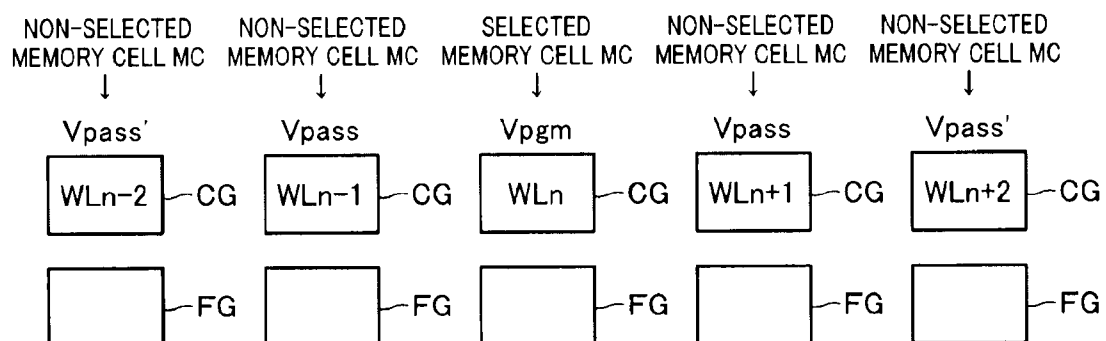 NON-SELECTED NON-SELECTED SELECTED NON-SELECTED NON-SELECTED
MEMORY CELL MC MEMORY CELL MC MEMORY CELL MC MEMORY CELL MC MEMORY CELL MC
↓ ↓ ↓ ↓ ↓
Vpass' Vpass Vpgm Vpass Vpass'
WLn-2 CG WLn-1 CG WLn CG WLn+1 CG WLn+2 CG
FG FG FG FG FG